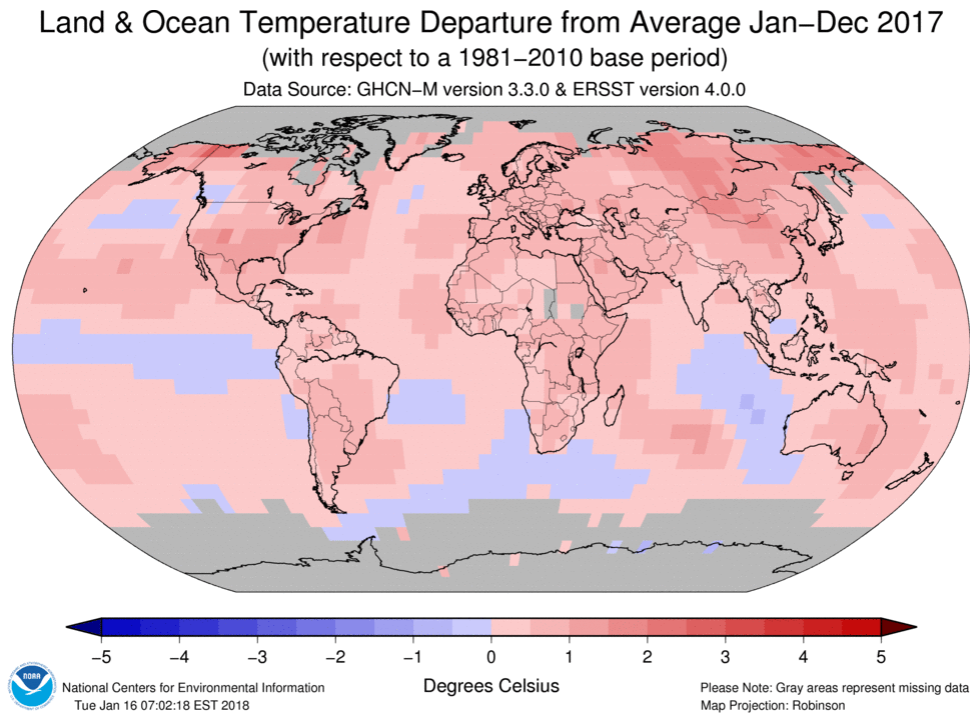 Land & Ocean Temperature Departure from Average Jan–Dec 2017
(with respect to a 1981–2010 base period)
Data Source: GHCN–M version 3.3.0 & ERSST version 4.0.0
−5 −4 −3 −2 −1 0 1 2 3 4 5
Degrees Celsius
NOAA
National Centers for Environmental Information
Tue Jan 16 07:02:18 EST 2018
Please Note: Gray areas represent missing data
Map Projection: Robinson